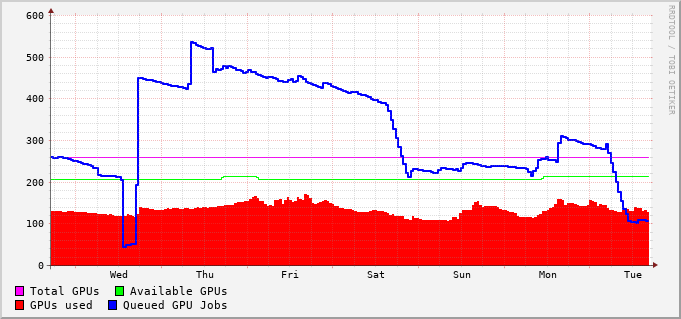 600
500
400
300
200
100
0
Wed Thu Fri Sat Sun Mon Tue
Total GPUs Available GPUs
GPUs used Queued GPU Jobs
RRDTOOL / TOBI OETIKER